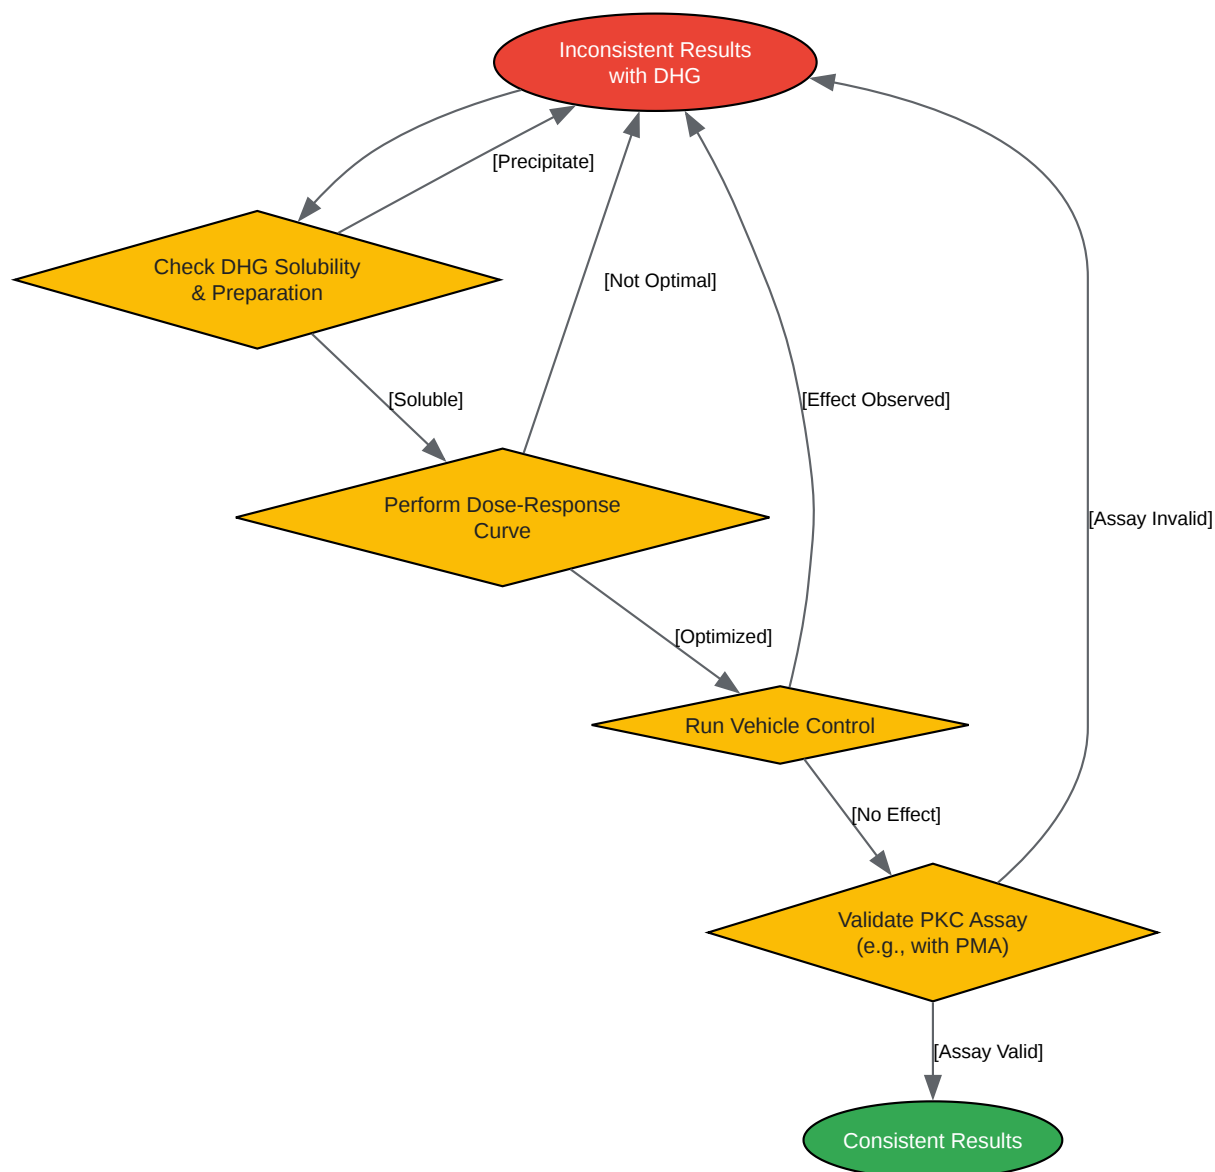 Inconsistent Results
with DHG
[Precipitate]
Check DHG Solubility
& Preparation
[Not Optimal]
[Soluble]
[Effect Observed]
Perform Dose-Response
Curve
[Assay Invalid]
[Optimized]
Run Vehicle Control
[No Effect]
Validate PKC Assay
(e.g., with PMA)
[Assay Valid]
Consistent Results